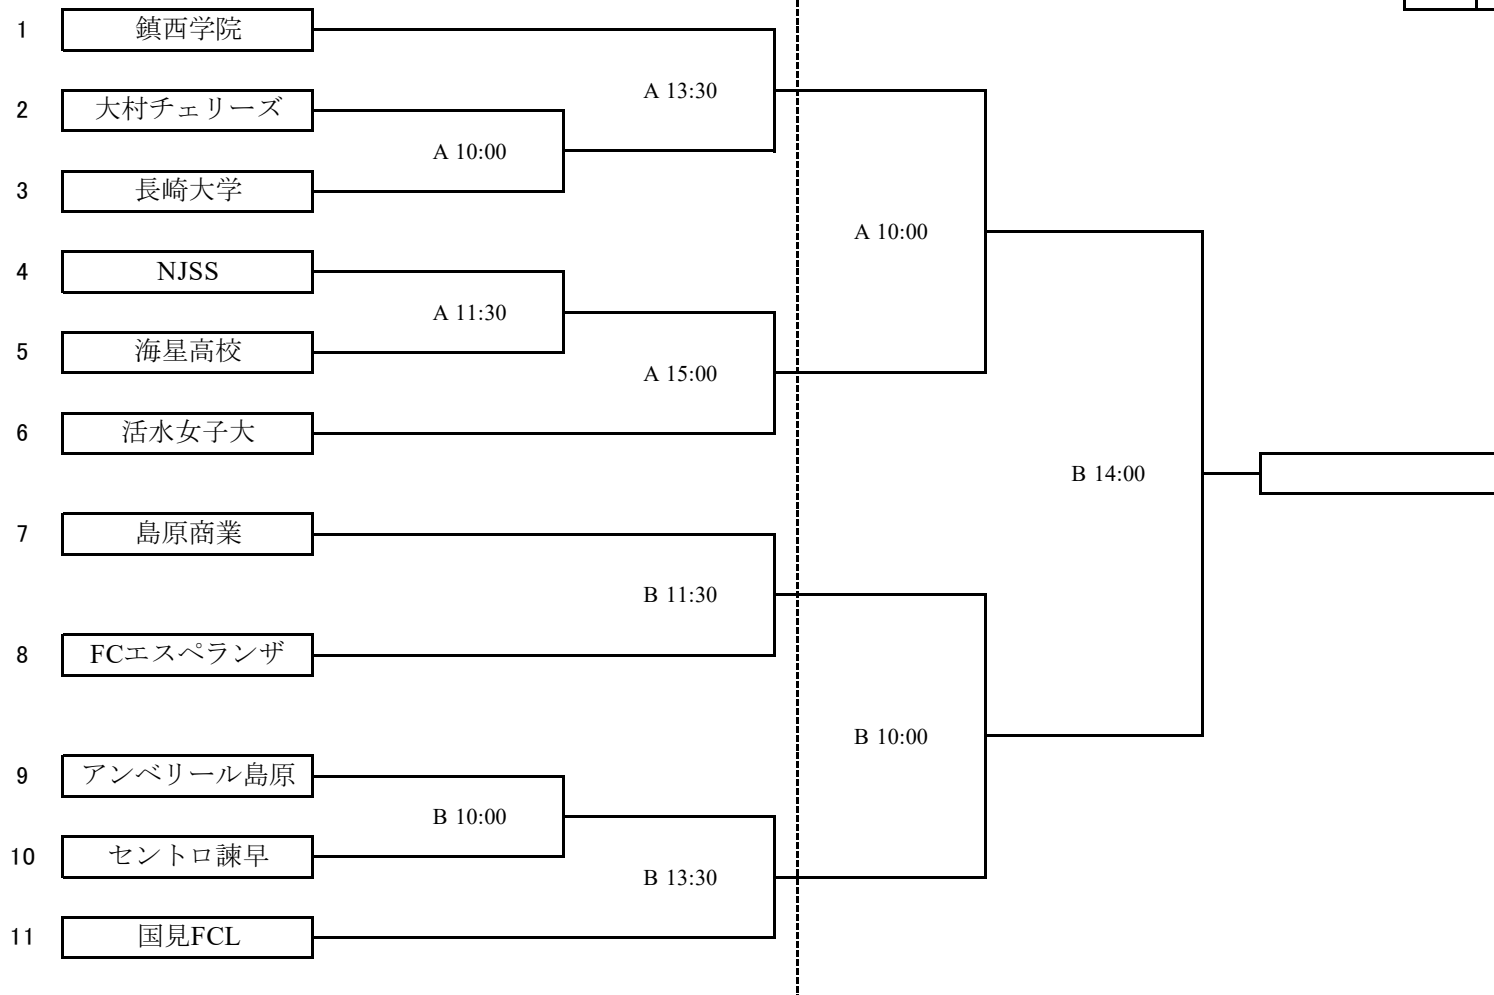 1 鎮西学院
A 13:30
2 大村チェリーズ
A 10:00
3 長崎大学
A 10:00
4 NJSS
A 11:30
5 海星高校
A 15:00
6 活水女子大
B 14:00
7 島原商業
B 11:30
8 FCエスペランザ
B 10:00
9 アンベリール島原
B 10:00
10 セントロ諫早
B 13:30
11 国見FCL